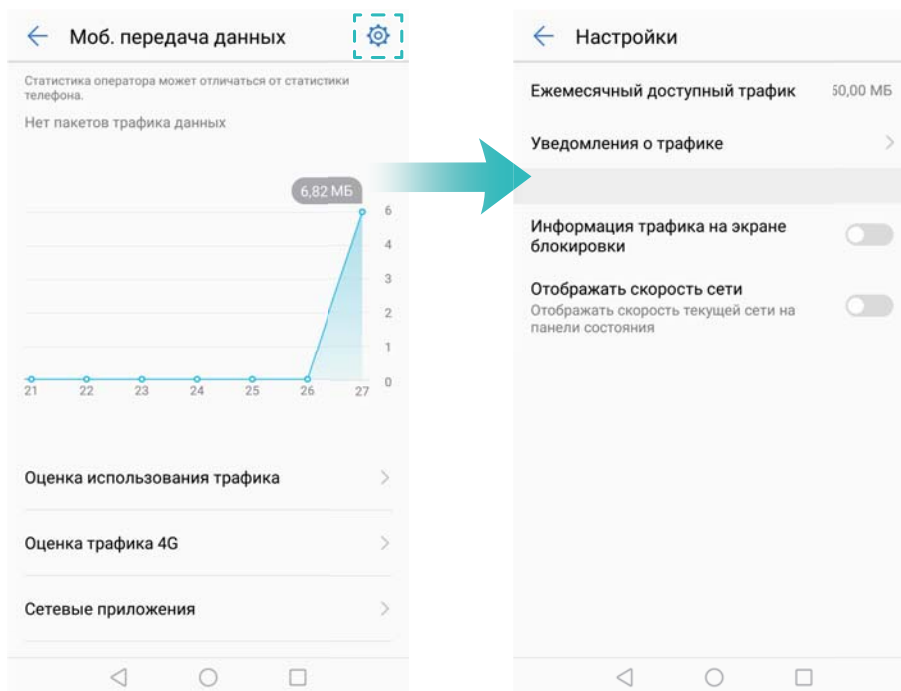 Моб. передача данных
Статистика оператора может отличаться от статистики
телефона.
Нет пакетов трафика данных
6,82 МБ
6
4
3
2
1
0
21 22 23 24 25 26 27
Оценка использования трафика
Оценка трафика 4G
Сетевые приложения
Настройки
Ежемесячный доступный трафик 50,00 МБ
Уведомления о трафике
Информация трафика на экране
блокировки
Отображать скорость сети
Отображать скорость текущей сети на
панели состояния